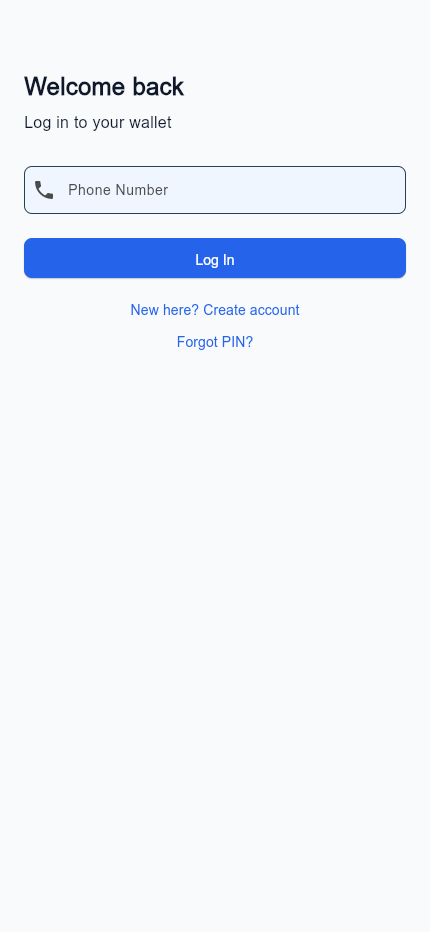 Welcome back
Log in to your wallet
Phone Number
Log In
New here? Create account
Forgot PIN?